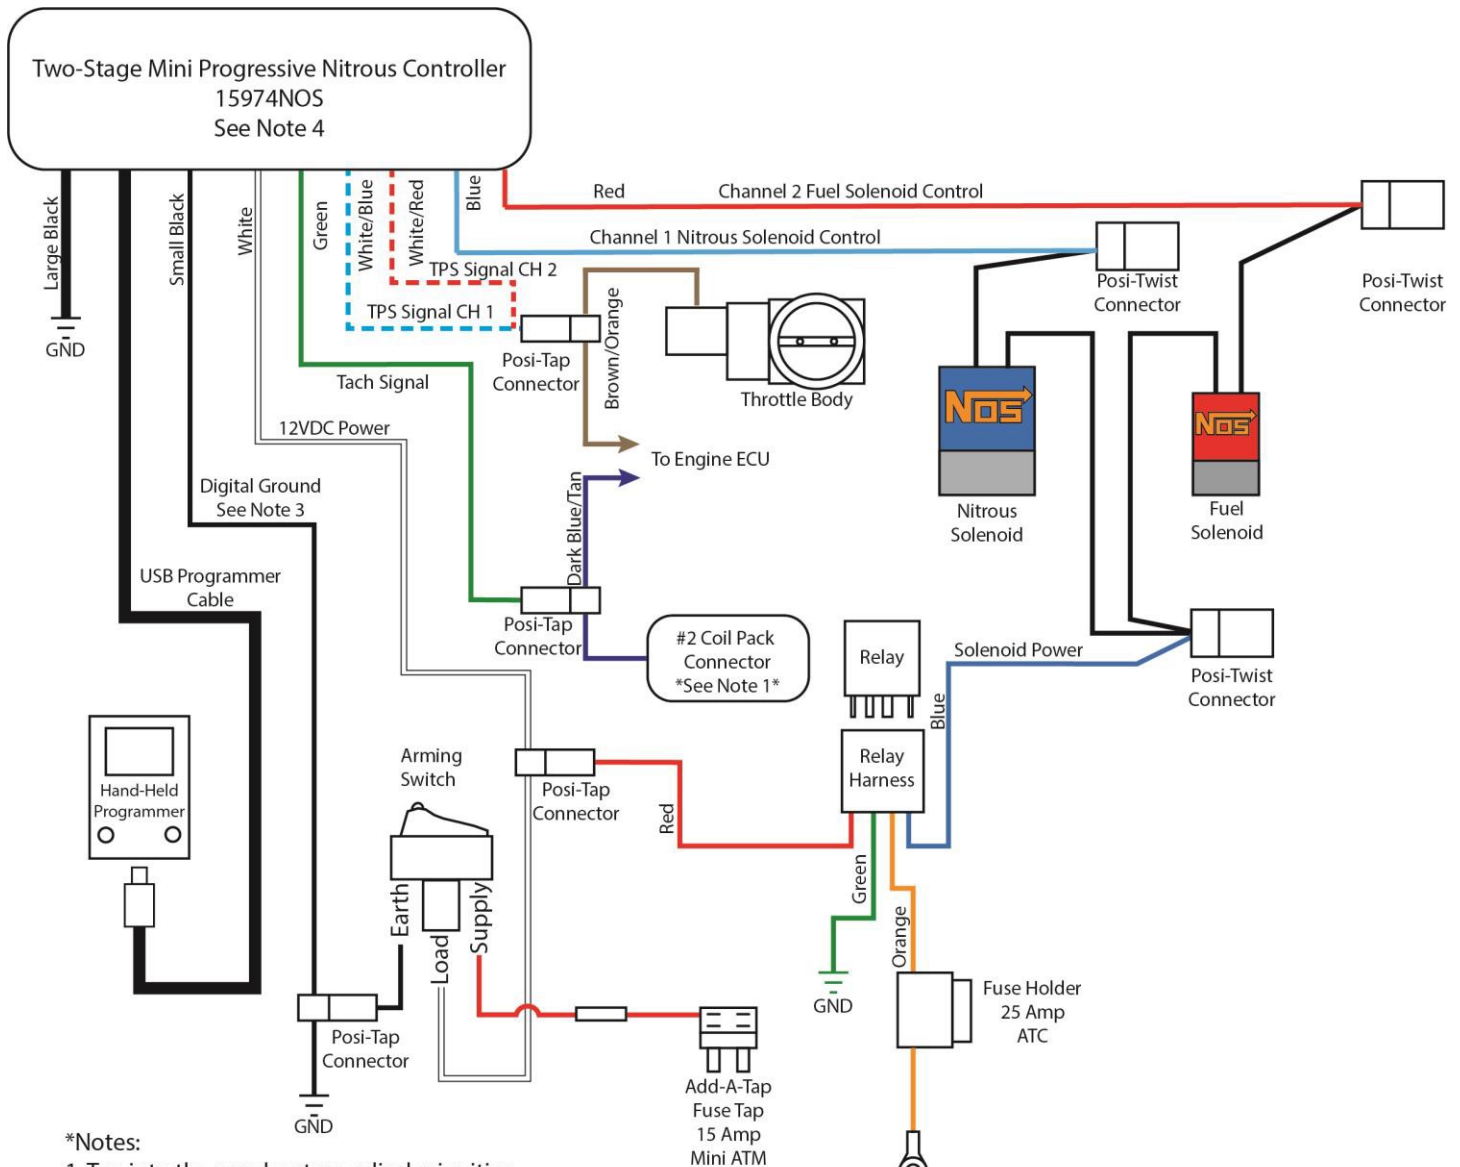 Two-Stage Mini Progressive Nitrous Controller
15974NOS
See Note 4
Large Black
Small Black
White
Green
White/Blue
White/Red
Blue
Red
Channel 2 Fuel Solenoid Control
Channel 1 Nitrous Solenoid Control
TPS Signal CH 2
TPS Signal CH 1
GND
Posi-Tap
Connector
Brown/Orange
Throttle Body
Posi-Twist
Connector
Posi-Twist
Connector
Tach Signal
12VDC Power
To Engine ECU
NOS
NOS
Nitrous
Solenoid
Fuel
Solenoid
Digital Ground
See Note 3
Dark Blue/Tan
USB Programmer
Cable
Posi-Tap
Connector
#2 Coil Pack
Connector
*See Note 1*
Relay
Solenoid Power
Posi-Twist
Connector
Blue
Relay
Harness
Hand-Held
Programmer
Arming
Switch
Posi-Tap
Connector
Red
Earth
Load
Supply
Green
Orange
GND
Fuse Holder
25 Amp
ATC
Posi-Tap
Connector
GND
Add-A-Tap
Fuse Tap
15 Amp
Mini ATM
*Notes: